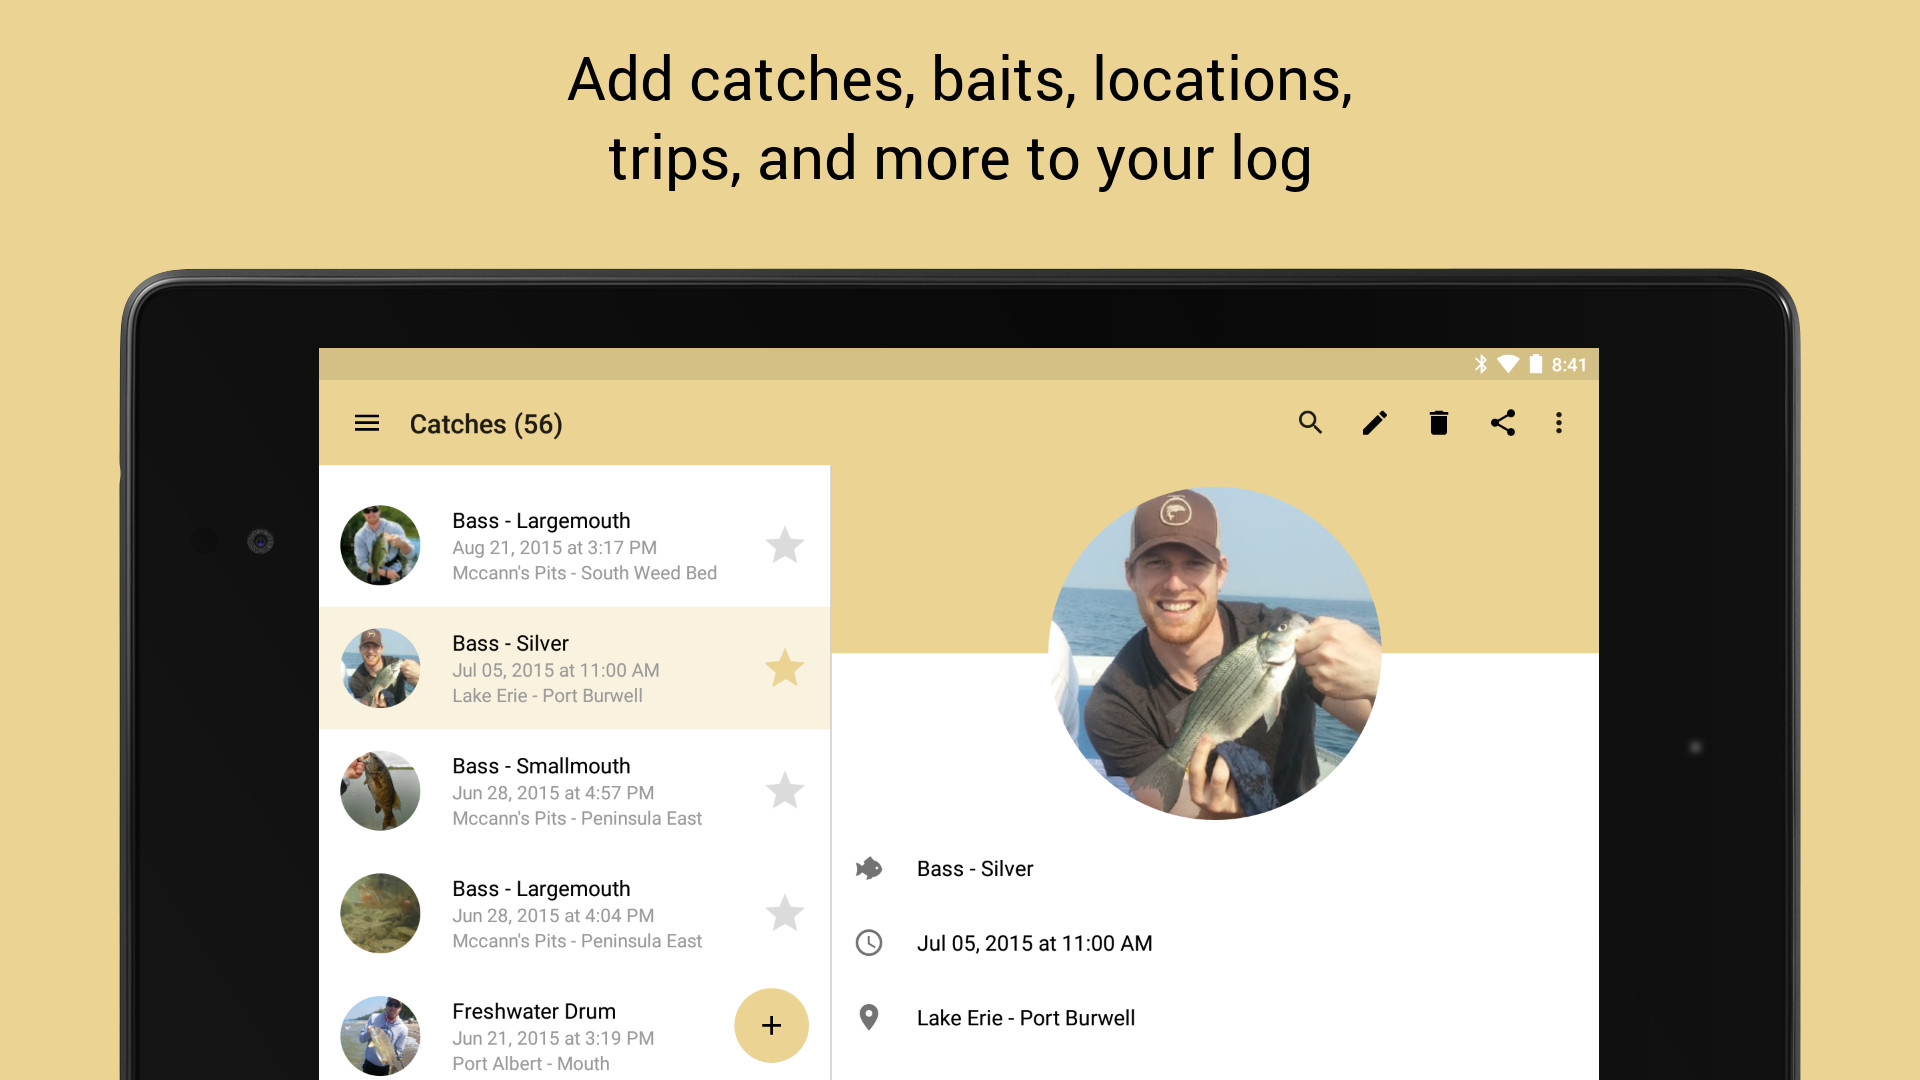 Add catches, baits, locations,
trips, and more to your log
8:41
Catches (56)
Bass - Largemouth
Aug 21, 2015 at 3:17 PM
Mccann's Pits - South Weed Bed
Bass - Silver
Jul 05, 2015 at 11:00 AM
Lake Erie - Port Burwell
Bass - Smallmouth
Jun 28, 2015 at 4:57 PM
Mccann's Pits - Peninsula East
Bass - Largemouth
Jun 28, 2015 at 4:04 PM
Mccann's Pits - Peninsula East
Freshwater Drum
Jun 21, 2015 at 3:19 PM
Port Albert - Mouth
Bass - Silver
Jul 05, 2015 at 11:00 AM
Lake Erie - Port Burwell